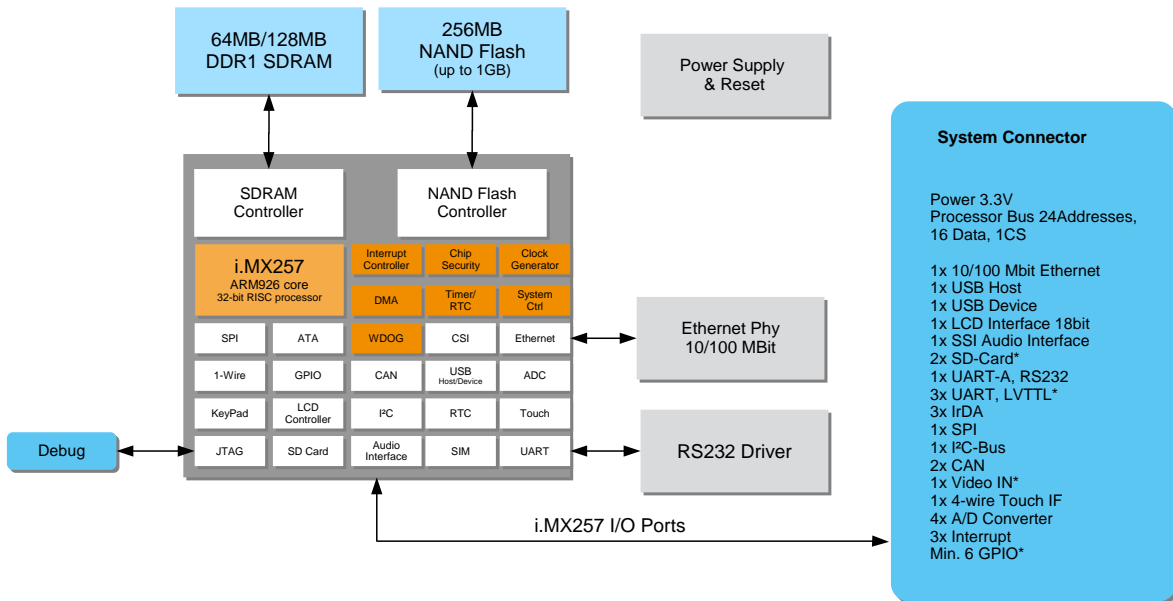 64MB/128MB
DDR1 SDRAM
256MB
NAND Flash
(up to 1GB)
Power Supply
& Reset
SDRAM
Controller
NAND Flash
Controller
i.MX257
ARM926 core
32-bit RISC processor
Interrupt
Controller
Chip
Security
Clock
Generator
DMA
Timer/
RTC
System
Ctrl
SPI
ATA
WDOG
CSI
Ethernet
1-Wire
GPIO
CAN
USB
Host/Device
ADC
KeyPad
LCD
Controller
I²C
RTC
Touch
JTAG
SD Card
Audio
Interface
SIM
UART
Debug
Ethernet Phy
10/100 MBit
RS232 Driver
i.MX257 I/O Ports
System Connector
Power 3.3V
Processor Bus 24Addresses,
16 Data, 1CS
1x 10/100 Mbit Ethernet
1x USB Host
1x USB Device
1x LCD Interface 18bit
1x SSI Audio Interface
2x SD-Card*
1x UART-A, RS232
3x UART, LVTTL*
3x IrDA
1x SPI
1x I²C-Bus
2x CAN
1x Video IN*
1x 4-wire Touch IF
4x A/D Converter
3x Interrupt
Min. 6 GPIO*